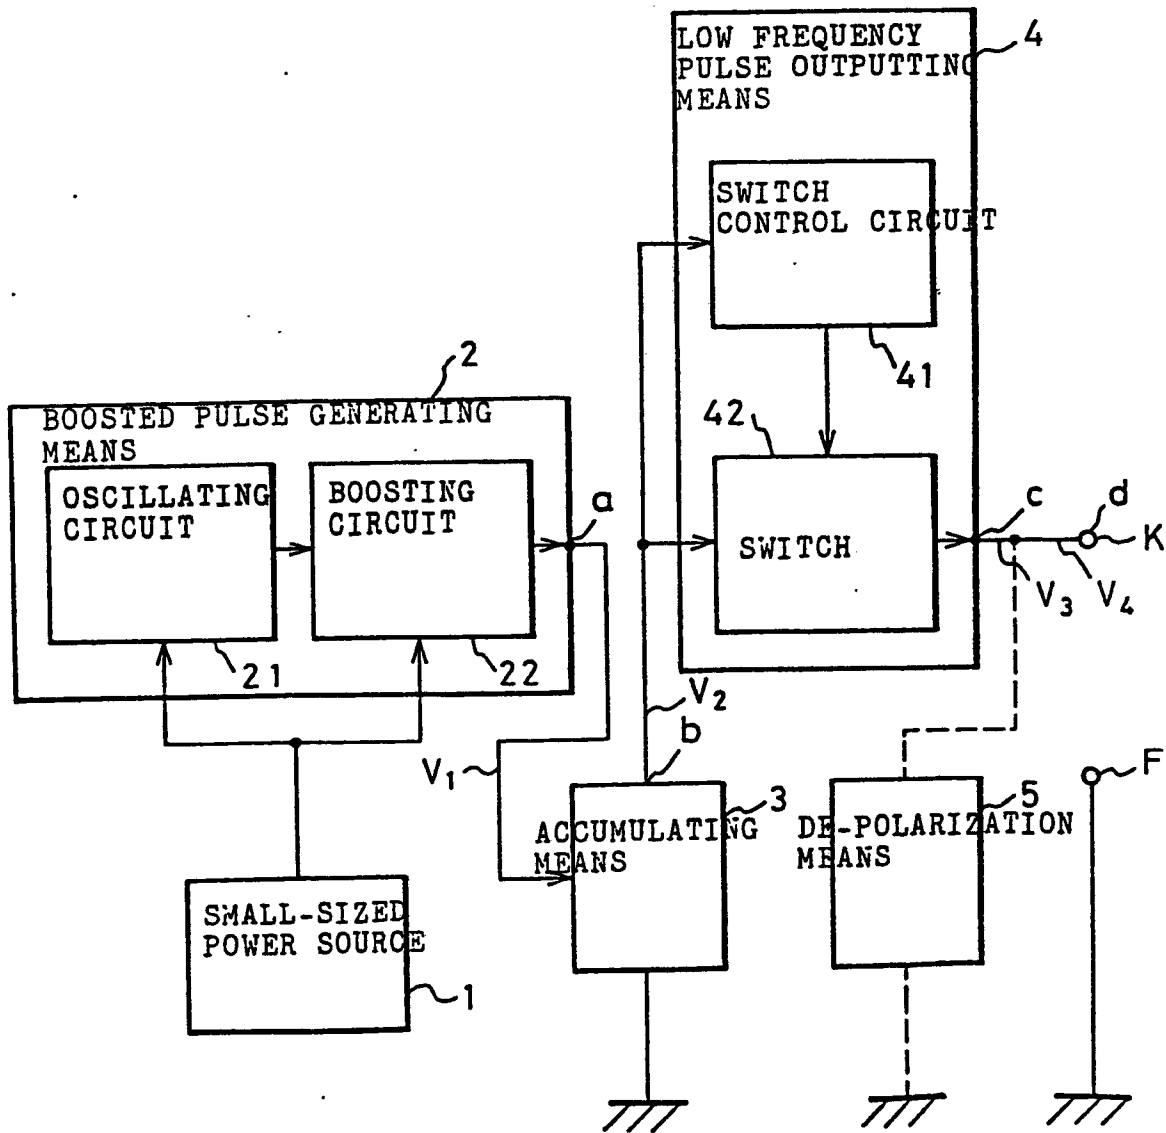 LOW FREQUENCY
PULSE OUTPUTTING
MEANS
4
SWITCH
CONTROL CIRCUIT
41
2
BOOSTED PULSE GENERATING
MEANS
OSCILLATING
CIRCUIT
21
BOOSTING
CIRCUIT
22
a
42
SWITCH
c
d
K
V3
V4
V2
b
V1
ACCUMULATING
MEANS
3
DE-POLARIZATION
MEANS
5
F
SMALL-SIZED
POWER SOURCE
1